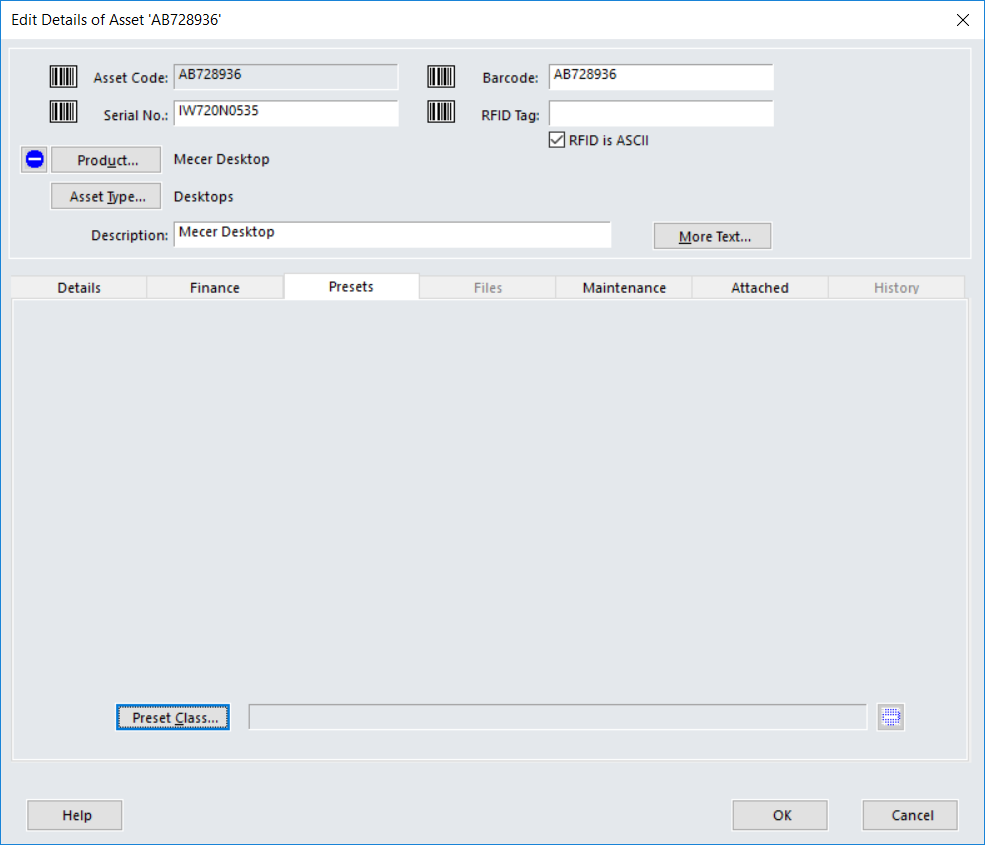 Edit Details of Asset 'AB728936'
Asset Code: AB728936 Barcode: AB728936
Serial No.: IW720N0535 RFID Tag:
RFID is ASCII
Product... Mecer Desktop
Asset Type... Desktops
Description: Mecer Desktop More Text...
Details Finance Presets Files Maintenance Attached History
Preset Class...
Help OK Cancel